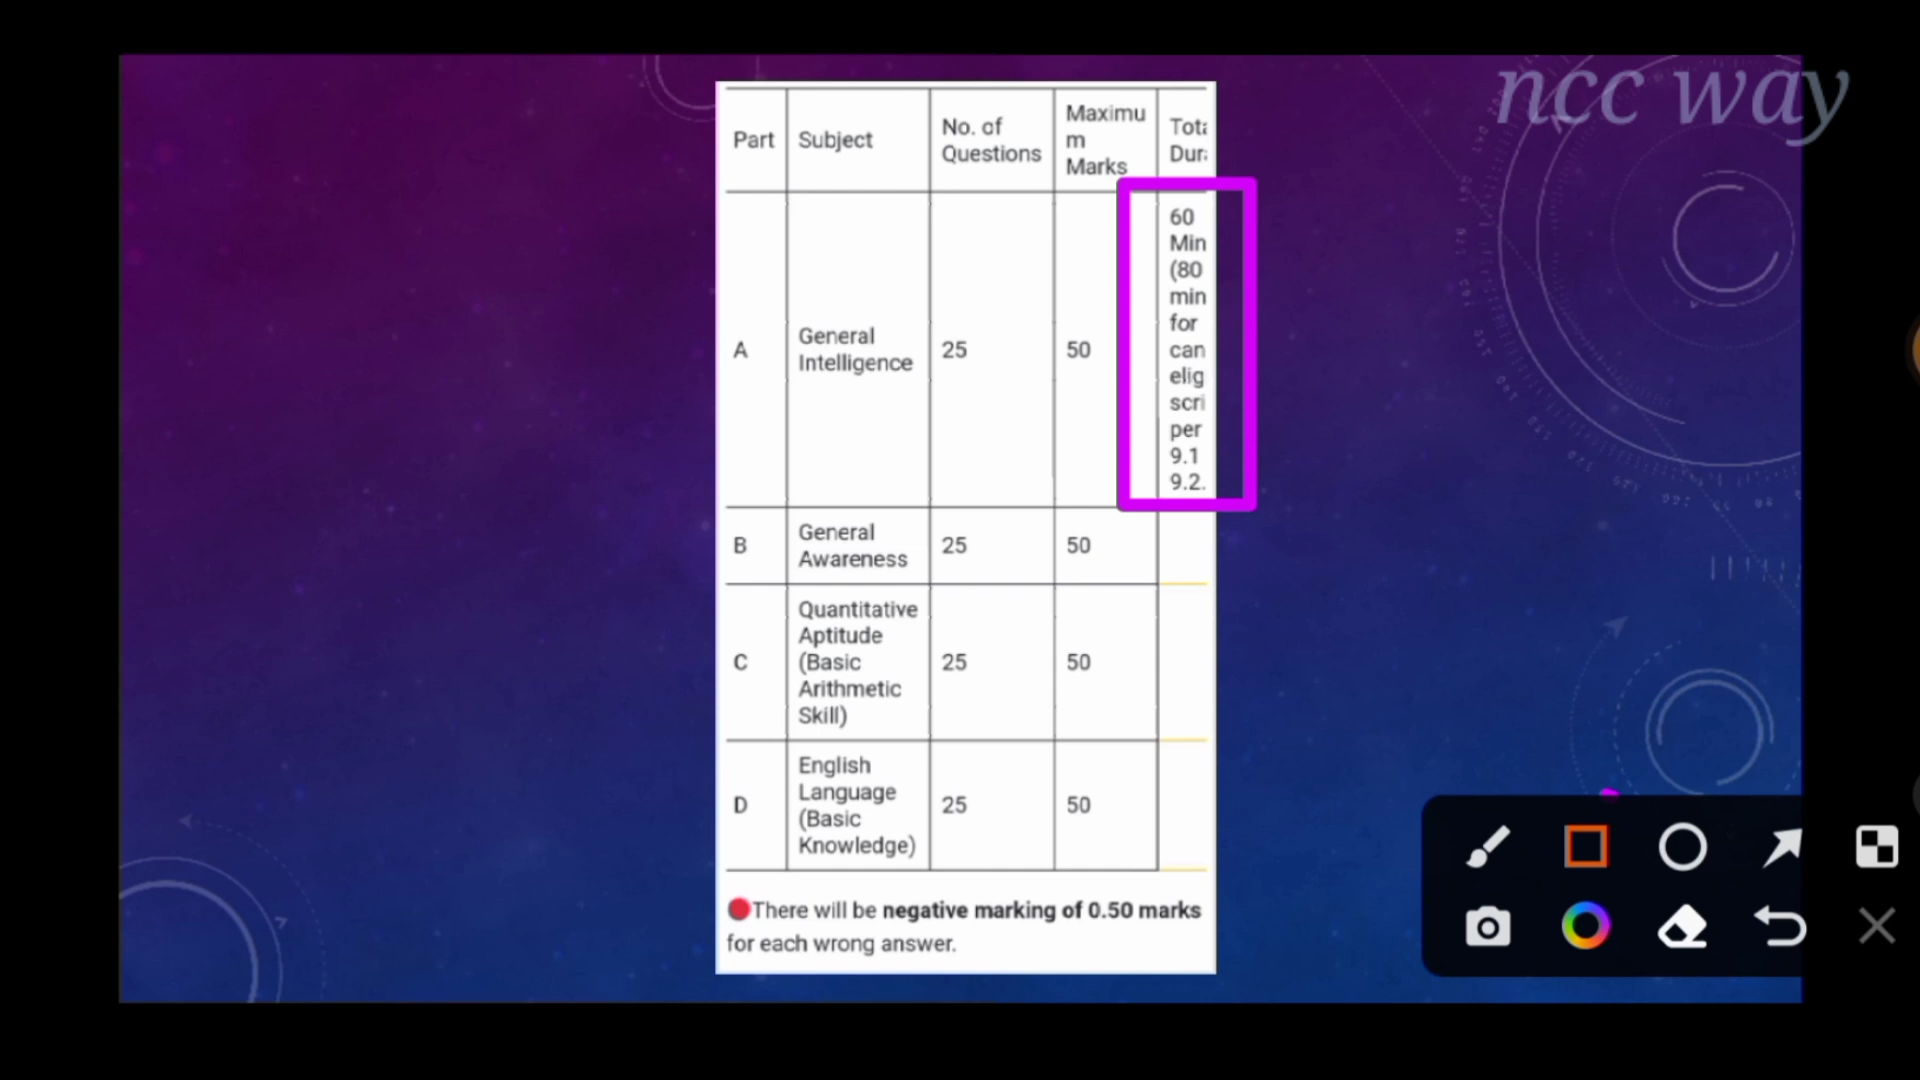 ncc way
Part
Subject
No. of
Questions
Maximu
m
Marks
A
General
Intelligence
25
50
60
Min
(80
min
for
can
elig
scri
per
9.1
9.2.
B
General
Awareness
25
50
C
Quantitative
Aptitude
(Basic
Arithmetic
Skill)
25
50
D
English
Language
(Basic
Knowledge)
25
50
There will be negative marking of 0.50 marks
for each wrong answer.